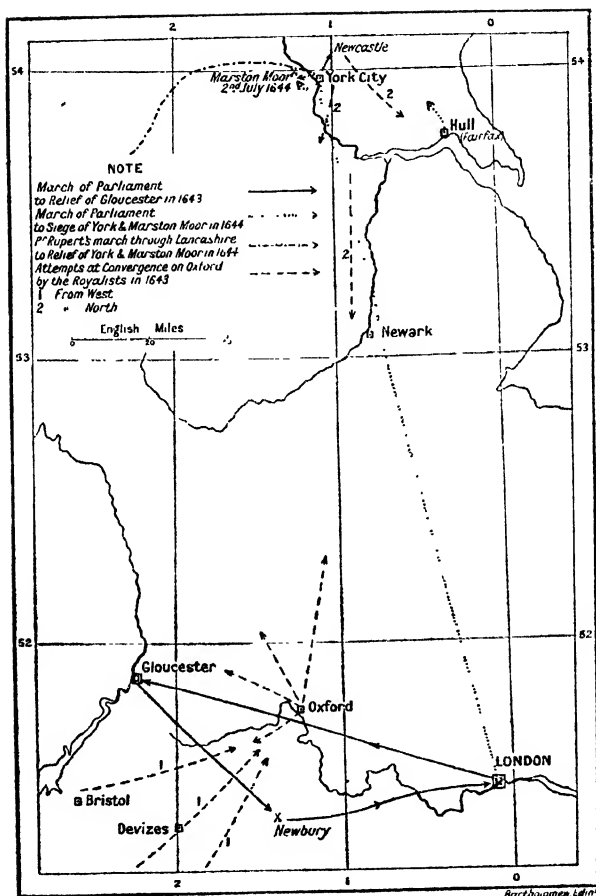 2 1 0
Newcastle
54 54
Marston Moor York City
2nd July 1644
2
2
Hull
(Fairfax)
NOTE
March of Parliament
to Relief of Gloucester in 1643
March of Parliament
to Siege of York & Marston Moor in 1644
Pr Rupert's march through Lancashire
to Relief of York & Marston Moor in 1644
Attempts at Convergence on Oxford
by the Royalists in 1643
1 From West
2 " North
2
English Miles
0 20
Newark
53 53
52 52
Gloucester
Oxford
LONDON
1
Bristol
1
Devizes
Newbury
1
2 1 0
Bartholomew, Edin